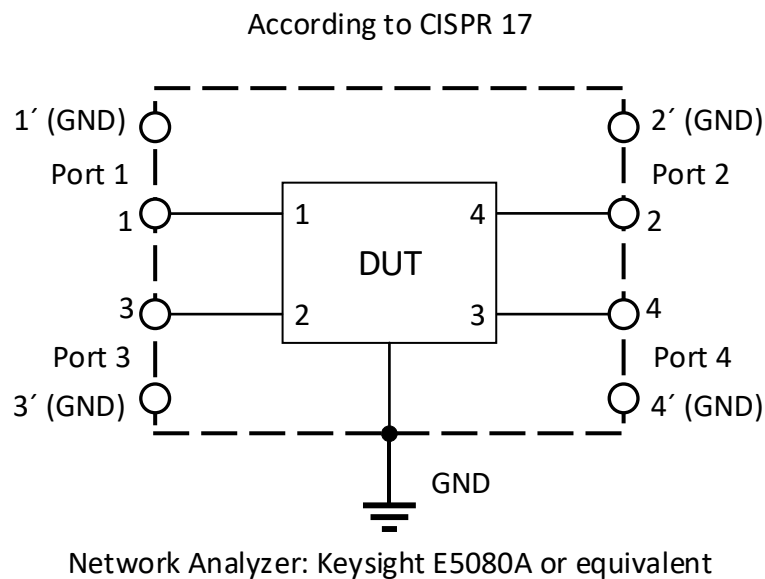 According to CISPR 17
1´ (GND)
2´ (GND)
Port 1
Port 2
1
1
4
2
DUT
3
2
3
4
Port 3
Port 4
3´ (GND)
4´ (GND)
GND
Network Analyzer: Keysight E5080A or equivalent